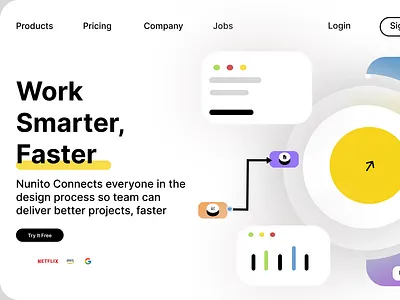 Products Pricing Company Jobs Login
Work
Smarter,
Faster
Nunito Connects everyone in the
design process so team can
deliver better projects, faster
Try It Free
NETFLIX aws G